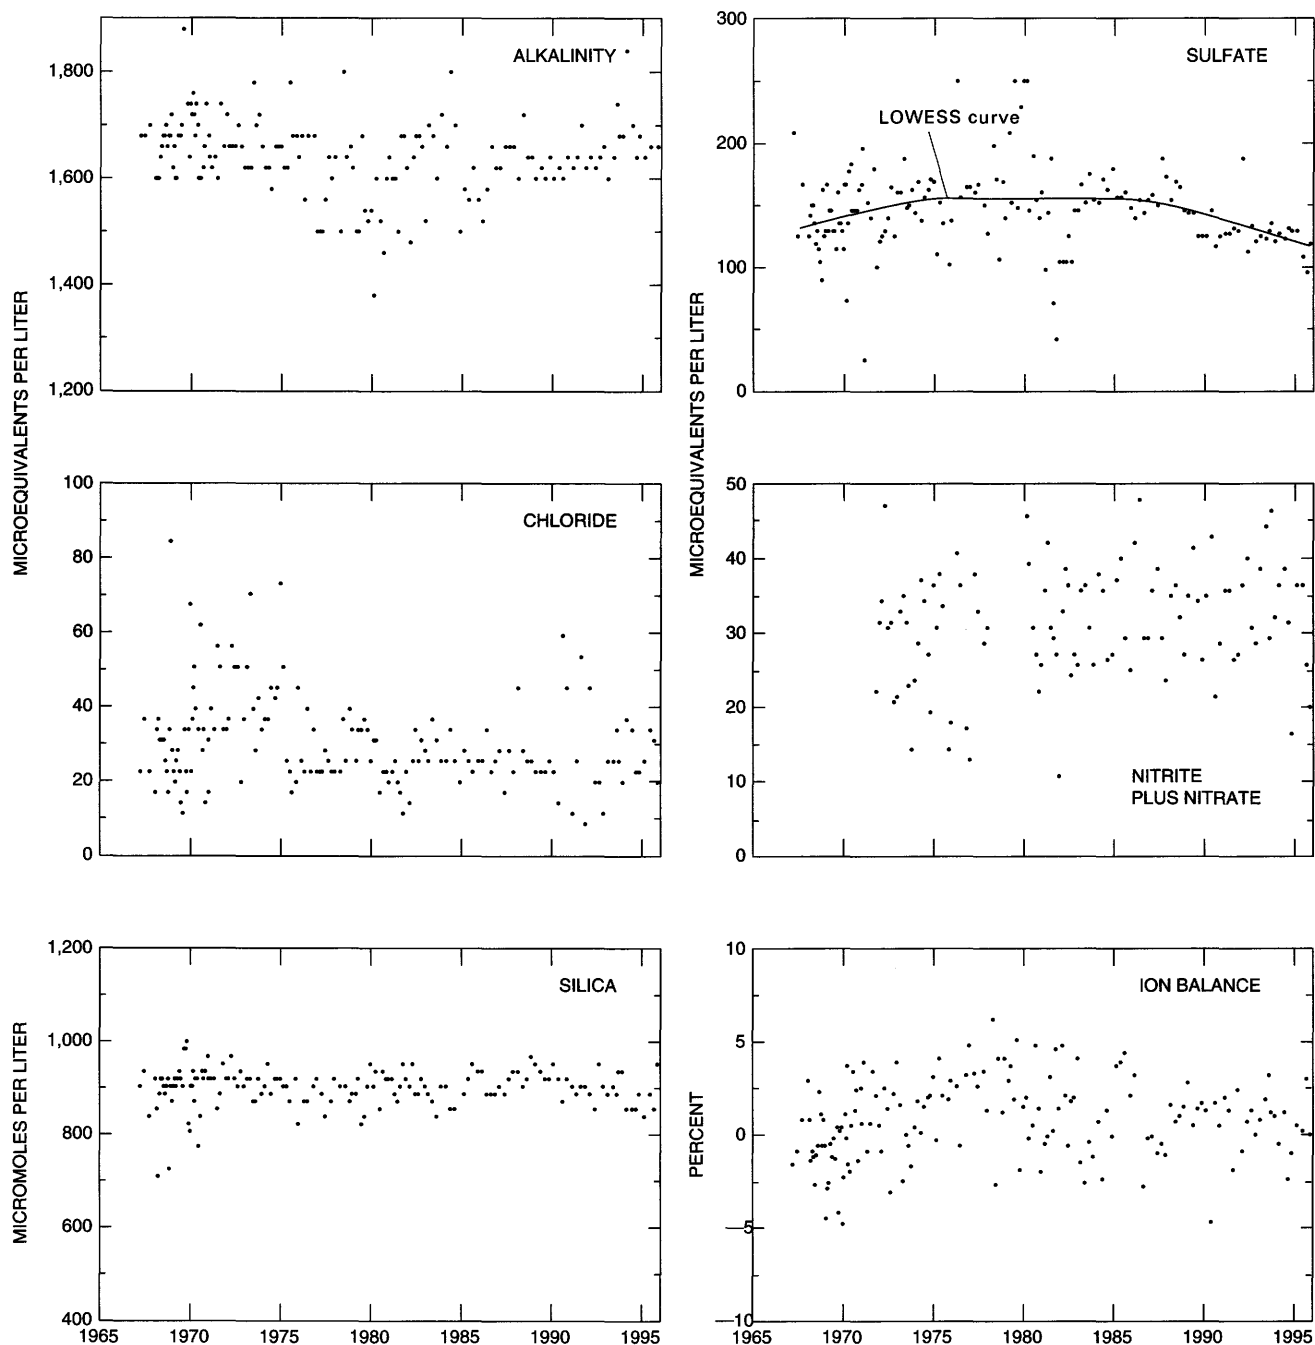 ALKALINITY
1,800
1,600
1,400
1,200
MICROEQUIVALENTS PER LITER
SULFATE
LOWESS curve
300
200
100
0
MICROEQUIVALENTS PER LITER
CHLORIDE
100
80
60
40
20
0
NITRITE
PLUS NITRATE
50
40
30
20
10
0
SILICA
1,200
1,000
800
600
400
MICROMOLES PER LITER
1965 1970 1975 1980 1985 1990 1995
ION BALANCE
10
5
0
—5
—10
PERCENT
1965 1970 1975 1980 1985 1990 1995